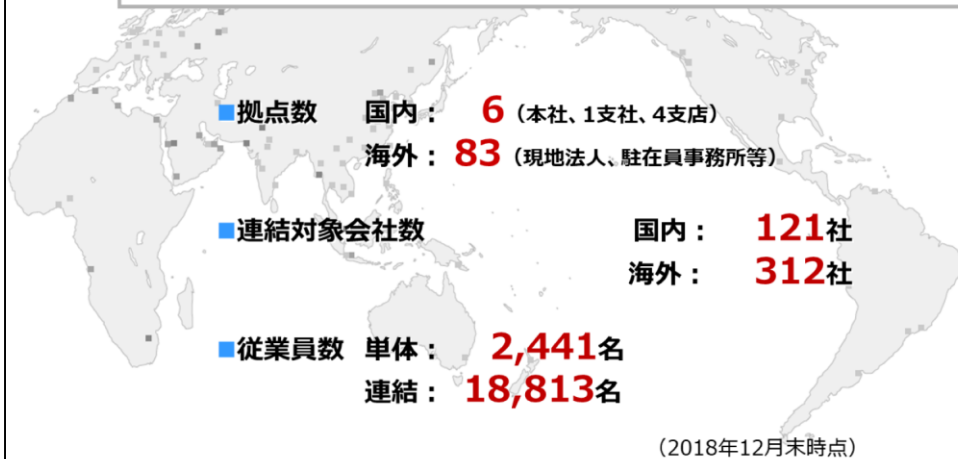 ■拠点数 国内： 6（本社、1支社、4支店）
海外：83（現地法人、駐在員事務所等）
■連結対象会社数 国内： 121社
海外： 312社
■従業員数 単体： 2,441名
連結： 18,813名
（2018年12月末時点）